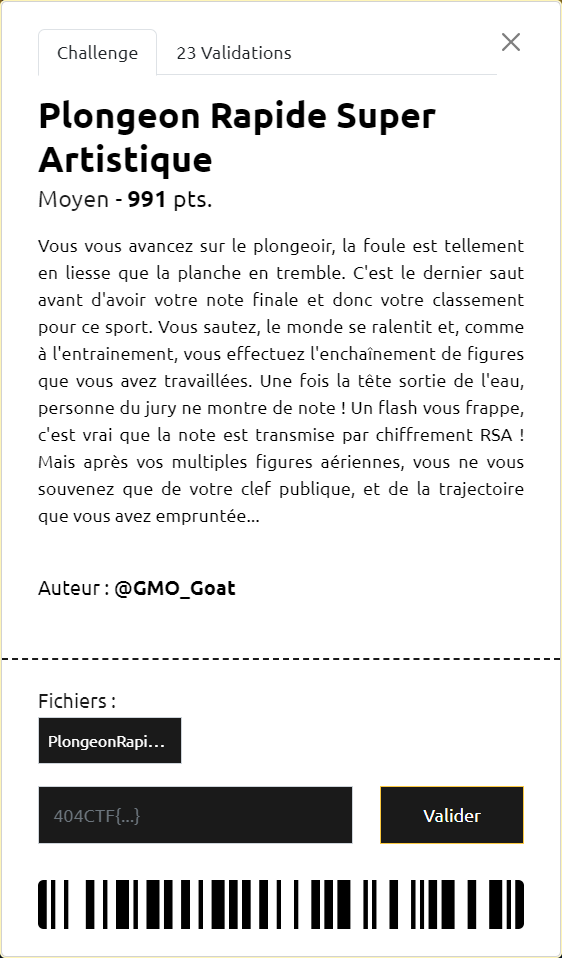 Challenge
23 Validations
Plongeon Rapide Super
Artistique
Moyen - 991 pts.
Vous vous avancez sur le plongeoir, la foule est tellement
en liesse que la planche en tremble. C'est le dernier saut
avant d'avoir votre note finale et donc votre classement
pour ce sport. Vous sautez, le monde se ralentit et, comme
à l'entrainement, vous effectuez l'enchaînement de figures
que vous avez travaillées. Une fois la tête sortie de l'eau,
personne du jury ne montre de note ! Un flash vous frappe,
c'est vrai que la note est transmise par chiffrement RSA !
Mais après vos multiples figures aériennes, vous ne vous
souvenez que de votre clef publique, et de la trajectoire
que vous avez empruntée...
Auteur : @GMO_Goat
Fichiers :
PlongeonRapi...
404CTF{...}
Valider